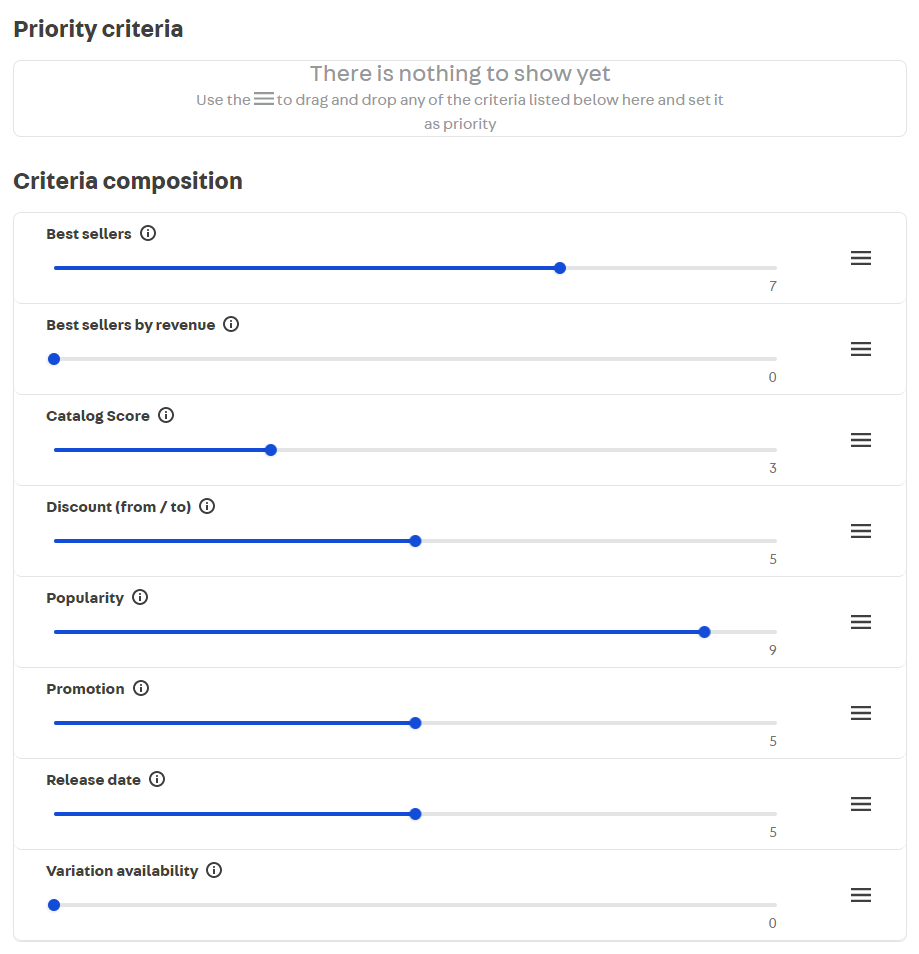 Priority criteria
There is nothing to show yet
Use the to drag and drop any of the criteria listed below here and set it
as priority
Criteria composition
Best sellers
7
Best sellers by revenue
0
Catalog Score
3
Discount (from / to)
5
Popularity
9
Promotion
5
Release date
5
Variation availability
0